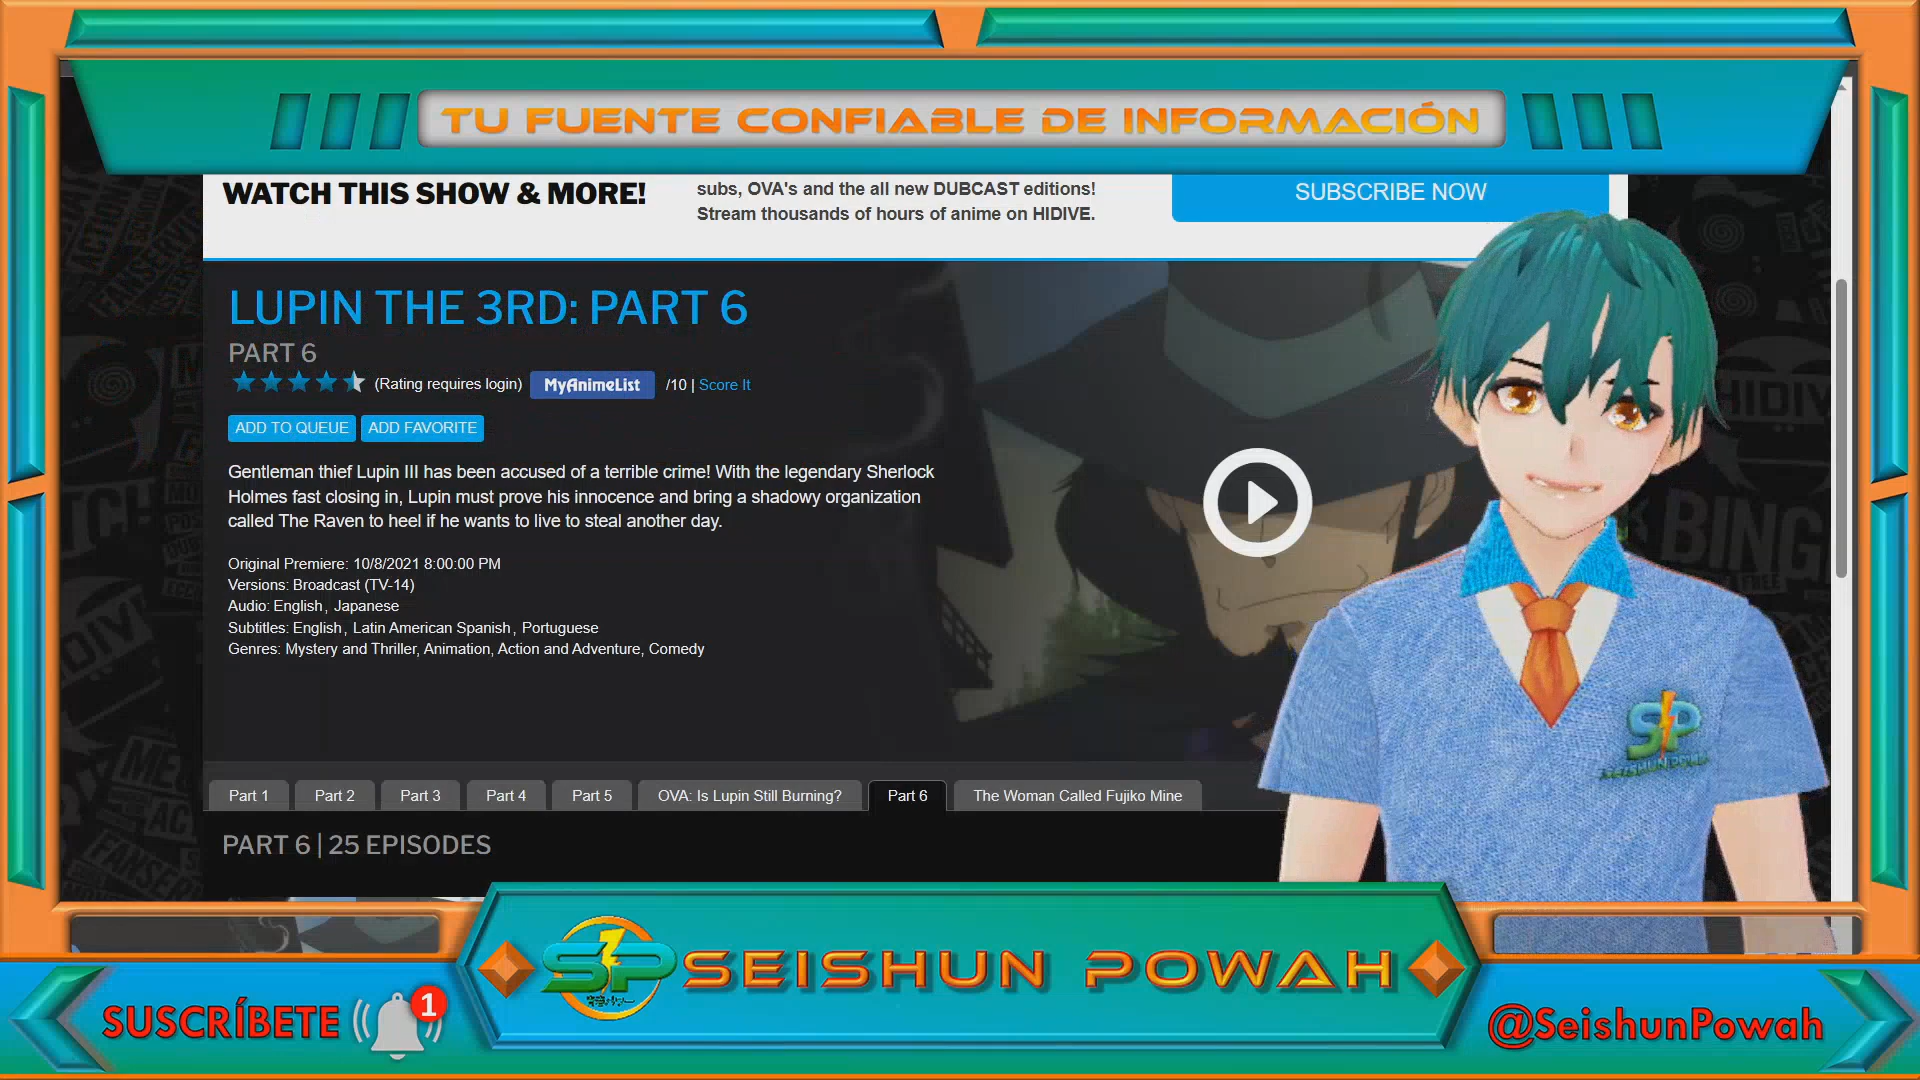 TU FUENTE CONFIABLE DE INFORMACIÓN
WATCH THIS SHOW & MORE!
subs, OVA's and the all new DUBCAST editions!
Stream thousands of hours of anime on HIDIVE.
SUBSCRIBE NOW
LUPIN THE 3RD: PART 6
PART 6
(Rating requires login) MyAnimeList /10 | Score It
ADD TO QUEUE ADD FAVORITE
Gentleman thief Lupin III has been accused of a terrible crime! With the legendary Sherlock
Holmes fast closing in, Lupin must prove his innocence and bring a shadowy organization
called The Raven to heel if he wants to live to steal another day.
Original Premiere: 10/8/2021 8:00:00 PM
Versions: Broadcast (TV-14)
Audio: English, Japanese
Subtitles: English, Latin American Spanish, Portuguese
Genres: Mystery and Thriller, Animation, Action and Adventure, Comedy
Part 1 Part 2 Part 3 Part 4 Part 5 OVA: Is Lupin Still Burning? Part 6 The Woman Called Fujiko Mine
PART 6 | 25 EPISODES
BING
SP
SEISHUN POWAH
SP SEISHUN POWAH
SUSCRÍBETE 1
@SeishunPowah